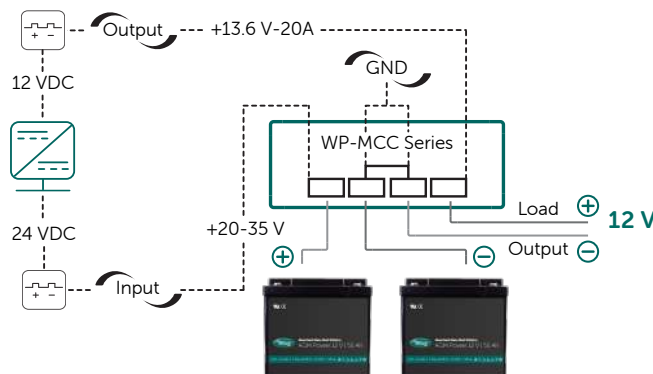 Output
+13.6 V-20A
GND
12 VDC
WP-MCC Series
Load
12 V
24 VDC
+20-35 V
Output
Input